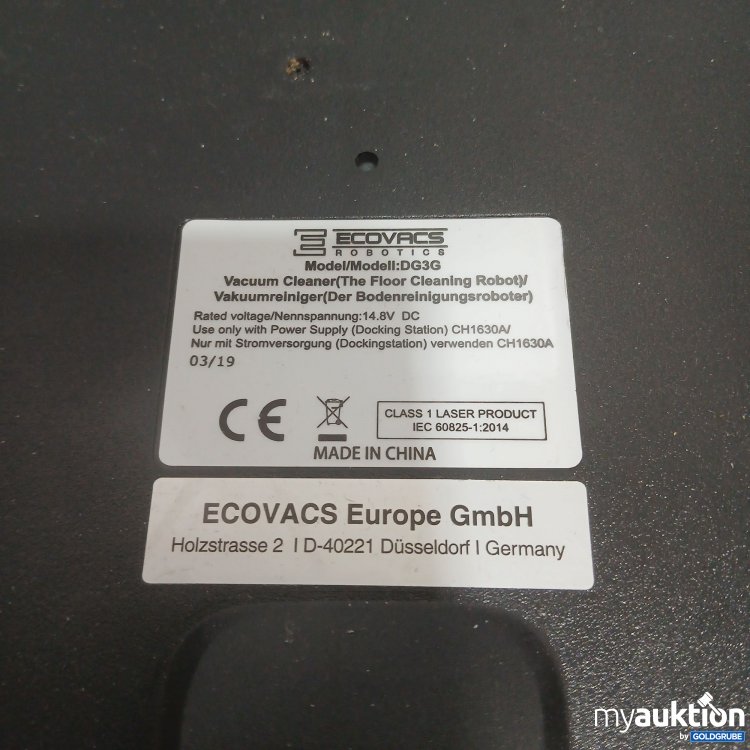 ECOVACS
ROBOTICS
Model/Modell:DG3G
Vacuum Cleaner(The Floor Cleaning Robot)/
Vakuumreiniger(Der Bodenreinigungsroboter)
Rated voltage/Nennspannung:14.8V DC
Use only with Power Supply (Docking Station) CH1630A/
Nur mit Stromversorgung (Dockingstation) verwenden CH1630A
03/19
CE
CLASS 1 LASER PRODUCT
IEC 60825-1:2014
MADE IN CHINA
ECOVACS Europe GmbH
Holzstrasse 2 I D-40221 Düsseldorf I Germany
myauktion
by GOLDGRUBE